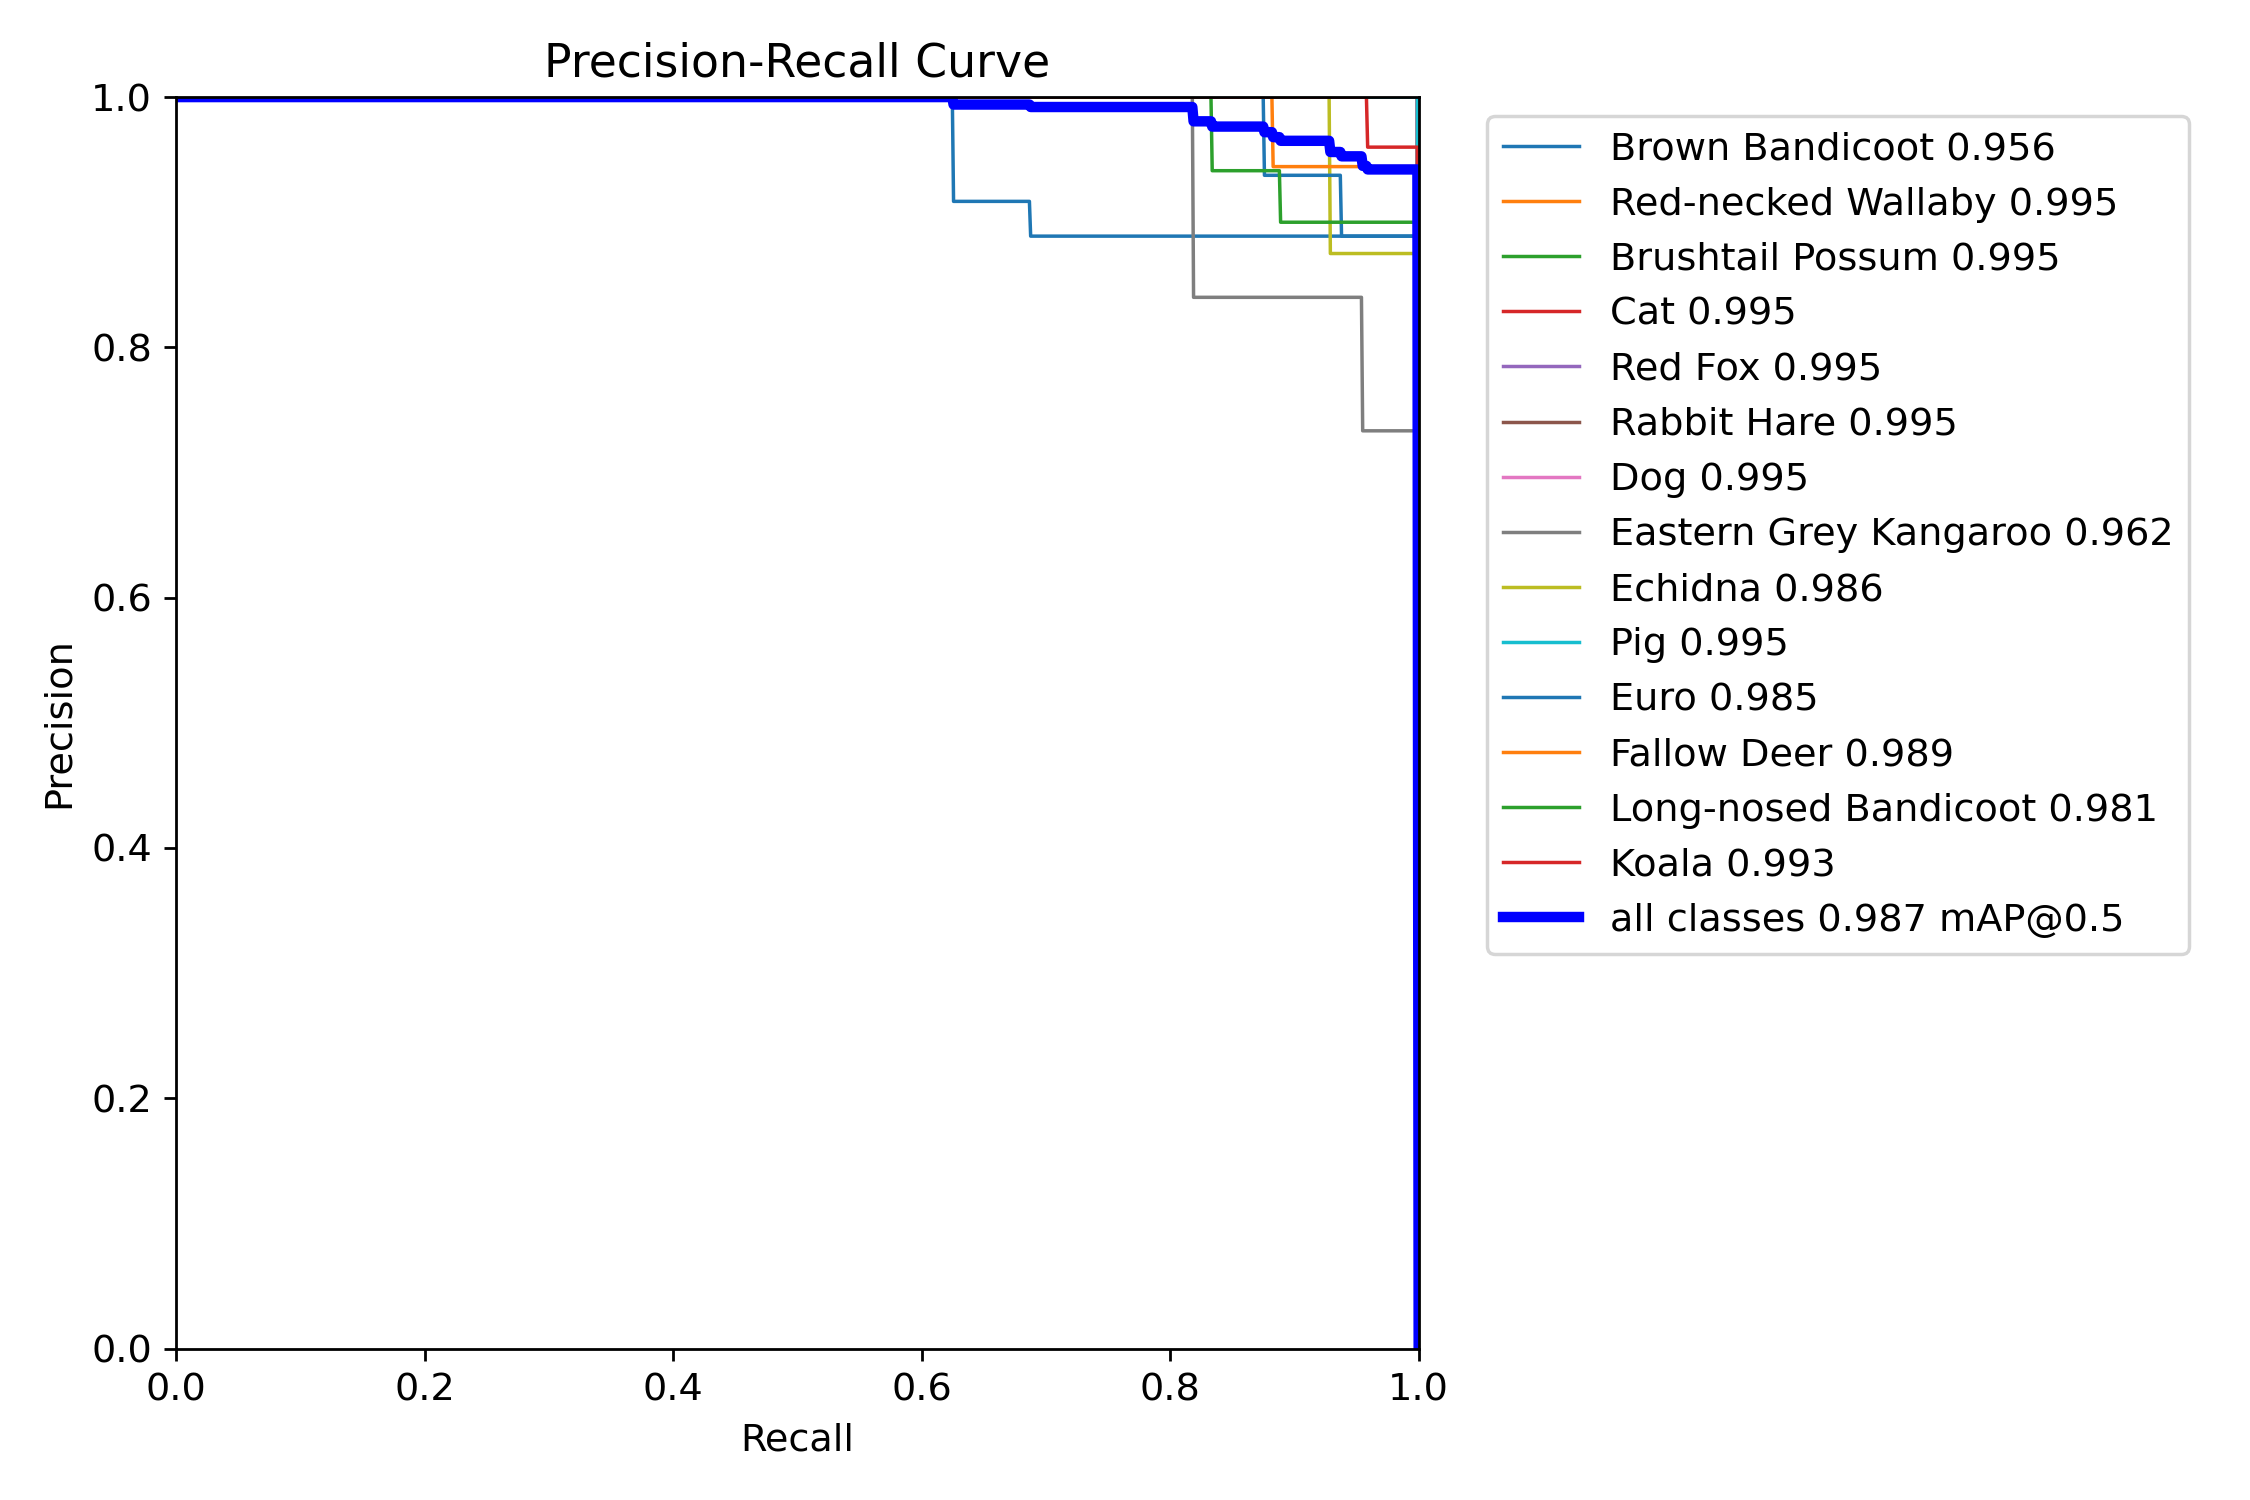 Precision-Recall Curve
1.0
0.8
0.6
0.4
0.2
0.0
Precision
0.0 0.2 0.4 0.6 0.8 1.0
Recall
Brown Bandicoot 0.956
Red-necked Wallaby 0.995
Brushtail Possum 0.995
Cat 0.995
Red Fox 0.995
Rabbit Hare 0.995
Dog 0.995
Eastern Grey Kangaroo 0.962
Echidna 0.986
Pig 0.995
Euro 0.985
Fallow Deer 0.989
Long-nosed Bandicoot 0.981
Koala 0.993
all classes 0.987 mAP@0.5